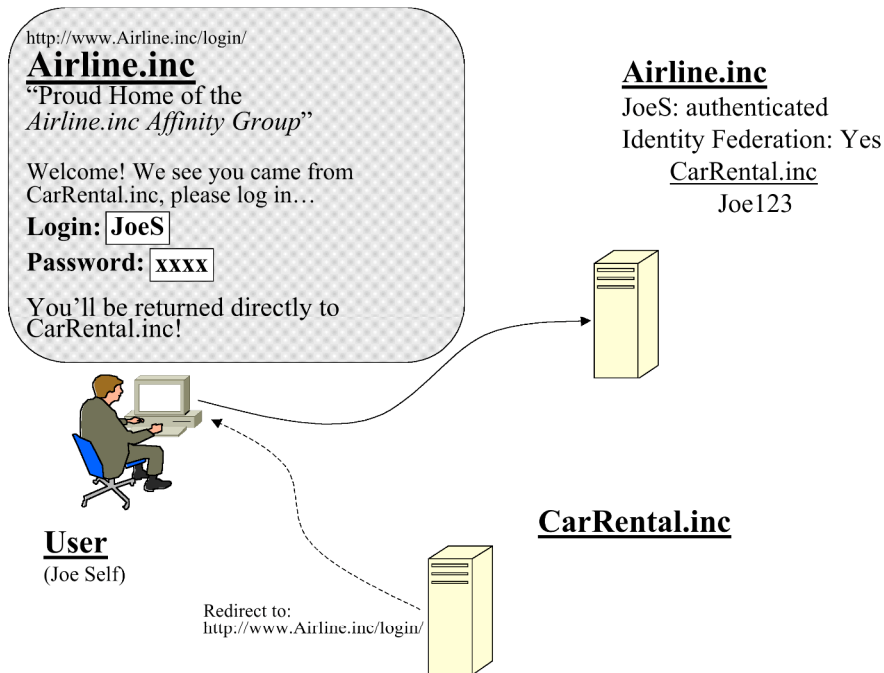 http://www.Airline.inc/login/
Airline.inc
“Proud Home of the
Airline.inc Affinity Group”
Welcome! We see you came from
CarRental.inc, please log in…
Login: JoeS
Password: xxxx
You’ll be returned directly to
CarRental.inc!
Airline.inc
JoeS: authenticated
Identity Federation: Yes
CarRental.inc
Joe123
User
(Joe Self)
CarRental.inc
Redirect to:
http://www.Airline.inc/login/